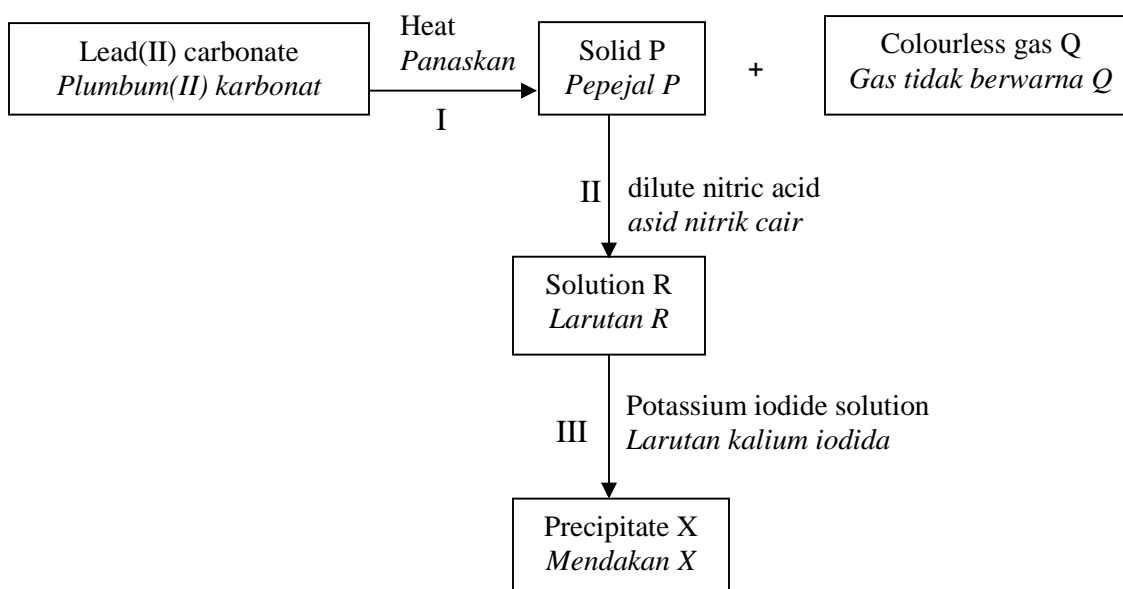 Lead(II) carbonate
Plumbum(II) karbonat
Heat
Panaskan
I
Solid P
Pepejal P
+
Colourless gas Q
Gas tidak berwarna Q
II
dilute nitric acid
asid nitrik cair
Solution R
Larutan R
III
Potassium iodide solution
Larutan kalium iodida
Precipitate X
Mendakan X